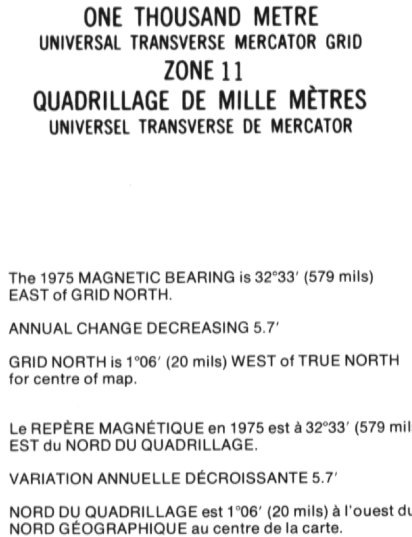 ONE THOUSAND METRE
UNIVERSAL TRANSVERSE MERCATOR GRID
ZONE 11
QUADRILLAGE DE MILLE MÈTRES
UNIVERSEL TRANSVERSE DE MERCATOR
The 1975 MAGNETIC BEARING is 32°33′ (579 mils)
EAST of GRID NORTH.
ANNUAL CHANGE DECREASING 5.7′
GRID NORTH is 1°06′ (20 mils) WEST of TRUE NORTH
for centre of map.
Le REPÈRE MAGNÉTIQUE en 1975 est à 32°33′ (579 mil
EST du NORD DU QUADRILLAGE.
VARIATION ANNUELLE DÉCROISSANTE 5.7′
NORD DU QUADRILLAGE est 1°06′ (20 mils) à l'ouest du
NORD GÉOGRAPHIQUE au centre de la carte.